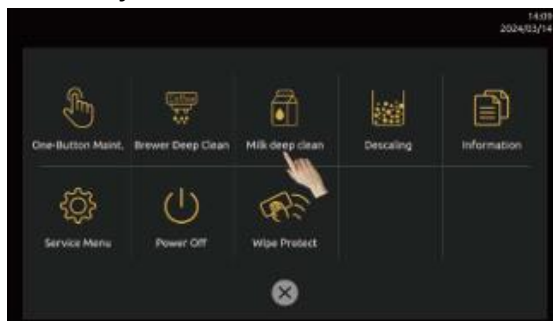 14:09
2024/03/14
One-Button Maint.
Brewer Deep Clean
Milk deep clean
Descaling
Information
Service Menu
Power Off
Wipe Protect